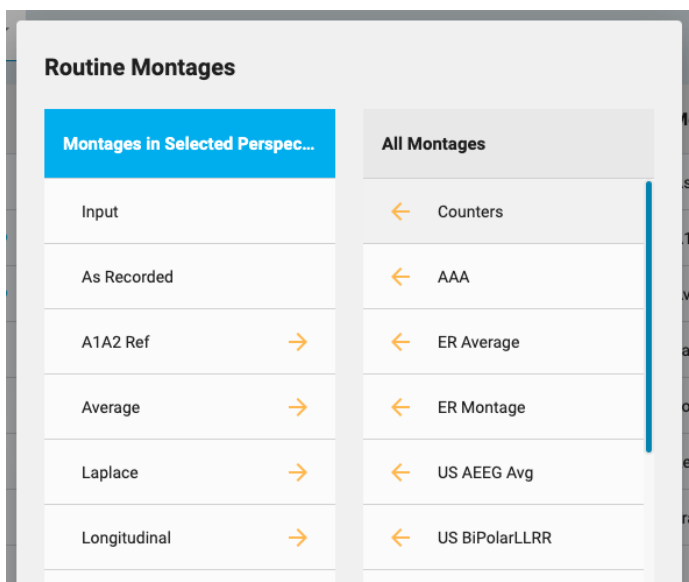 Routine Montages
Montages in Selected Perspec...
All Montages
Input
Counters
As Recorded
AAA
A1A2 Ref
ER Average
Average
ER Montage
Laplace
US AEEG Avg
Longitudinal
US BiPolarLLRR